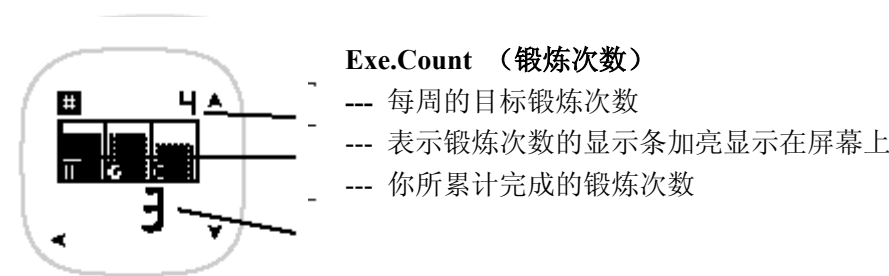 Exe.Count （锻炼次数）
# 4
--- 每周的目标锻炼次数
--- 表示锻炼次数的显示条加亮显示在屏幕上
--- 你所累计完成的锻炼次数
3